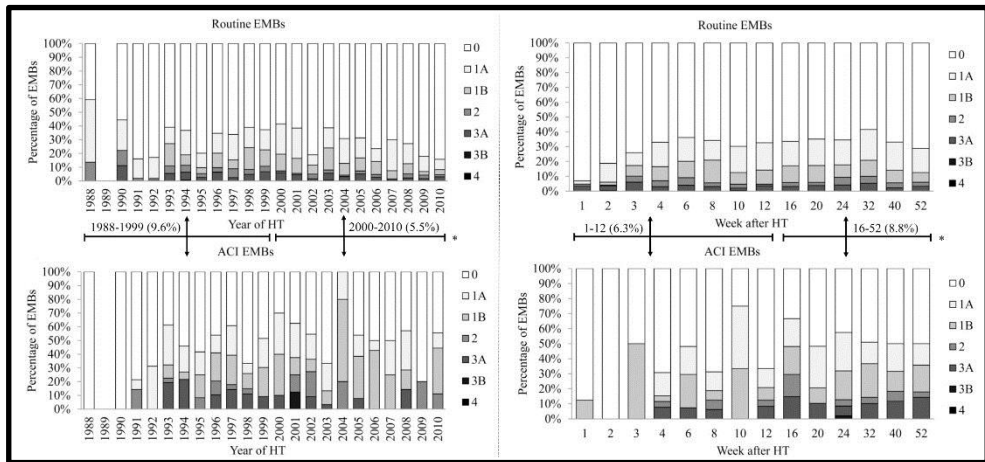 Routine EMBs
Percentage of EMBs
100%
90%
80%
70%
60%
50%
40%
30%
20%
10%
0%
1988 1989 1990 1991 1992 1993 1994 1995 1996 1997 1998 1999 2000 2001 2002 2003 2004 2005 2006 2007 2008 2009 2010
0
1A
1B
2
3A
3B
4
Year of HT
1988-1999 (9.6%)
2000-2010 (5.5%)
*
ACI EMBs
Percentage of EMBs
100%
90%
80%
70%
60%
50%
40%
30%
20%
10%
0%
1988 1989 1990 1991 1992 1993 1994 1995 1996 1997 1998 1999 2000 2001 2002 2003 2004 2005 2006 2007 2008 2009 2010
0
1A
1B
2
3A
3B
4
Year of HT
Routine EMBs
Percentage of EMBs
100%
90%
80%
70%
60%
50%
40%
30%
20%
10%
0%
1 2 3 4 6 8 10 12 16 20 24 32 40 52
0
1A
1B
2
3A
3B
4
Week after HT
1-12 (6.3%)
16-52 (8.8%)
*
ACI EMBs
Percentage of EMBs
100%
90%
80%
70%
60%
50%
40%
30%
20%
10%
0%
1 2 3 4 6 8 10 12 16 20 24 32 40 52
0
1A
1B
2
3A
3B
4
Week after HT